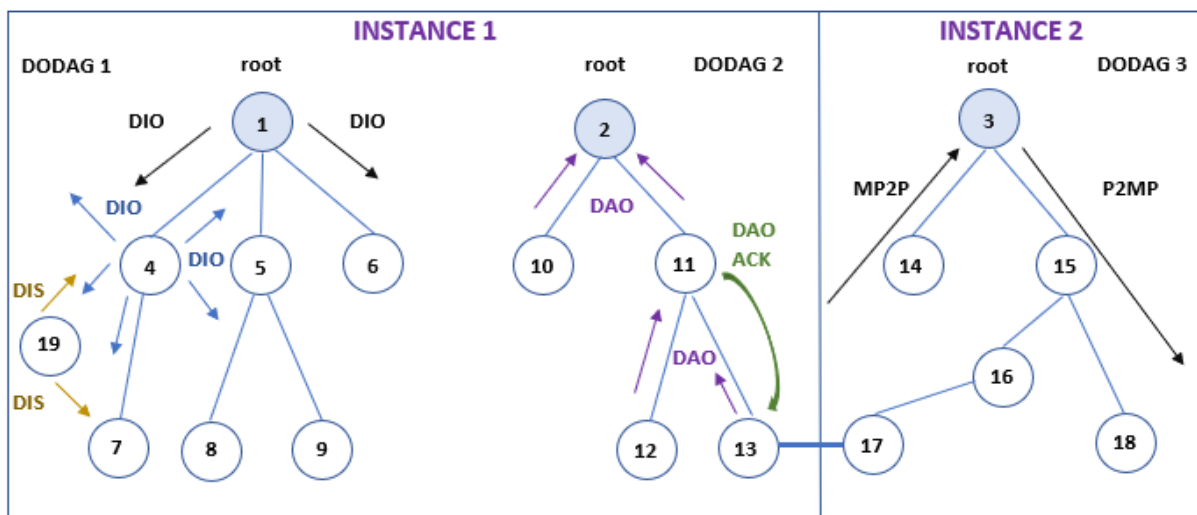 INSTANCE 1
INSTANCE 2
DODAG 1
root
root
DODAG 2
root
DODAG 3
DIO
1
DIO
2
3
MP2P
P2MP
DIO
DAO
DAO
ACK
4
DIO
5
6
10
11
14
15
DIS
19
DAO
16
DIS
7
8
9
12
13
17
18